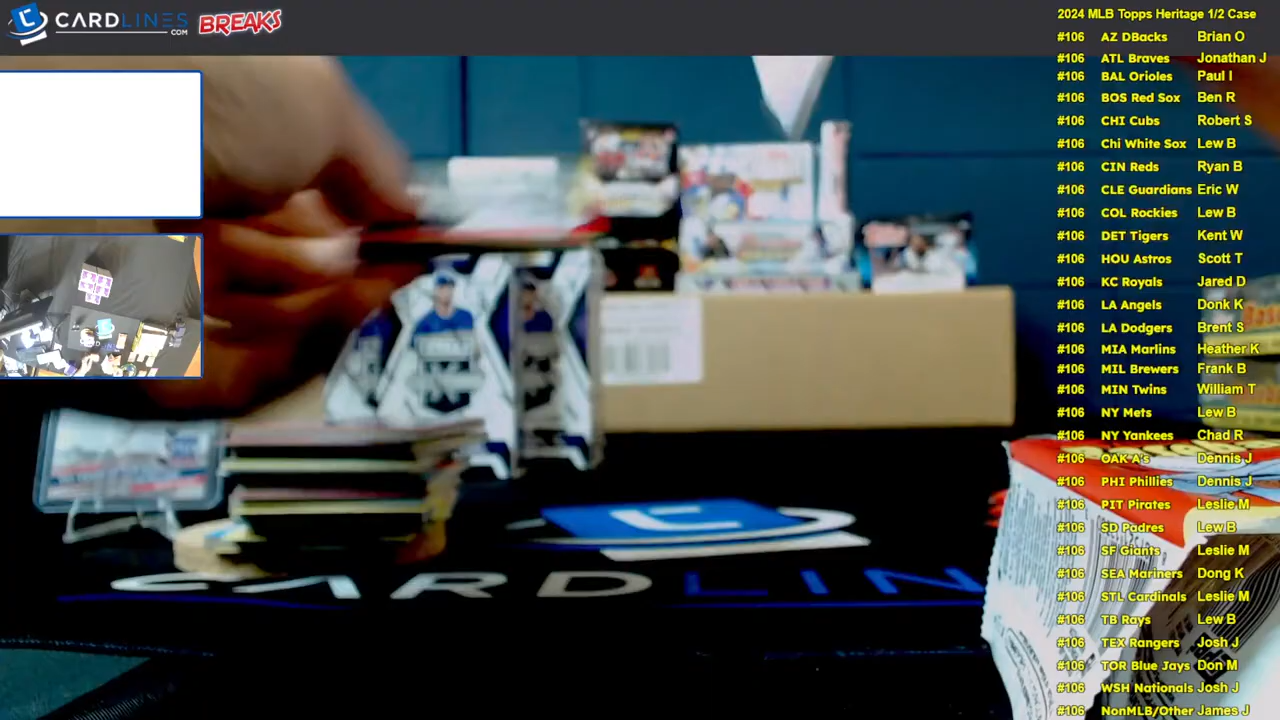 CARDLINES
.COM
BREAKS
2024 MLB Topps Heritage 1/2 Case
#106 AZ DBacks Brian O
#106 ATL Braves Jonathan J
#106 BAL Orioles Paul I
#106 BOS Red Sox Ben R
#106 CHI Cubs Robert S
#106 Chi White Sox Lew B
#106 CIN Reds Ryan B
#106 CLE Guardians Eric W
#106 COL Rockies Lew B
#106 DET Tigers Kent W
#106 HOU Astros Scott T
#106 KC Royals Jared D
#106 LA Angels Donk K
#106 LA Dodgers Brent S
#106 MIA Marlins Heather K
#106 MIL Brewers Frank B
#106 MIN Twins William T
#106 NY Mets Lew B
#106 NY Yankees Chad R
#106 OAK A's Dennis J
#106 PHI Phillies Dennis J
#106 PIT Pirates Leslie M
#106 SD Padres Lew B
#106 SF Giants Leslie M
#106 SEA Mariners Dong K
#106 STL Cardinals Leslie M
#106 TB Rays Lew B
#106 TEX Rangers Josh J
#106 TOR Blue Jays Don M
#106 WSH Nationals Josh J
#106 NonMLB/Other James J
CARDLIN